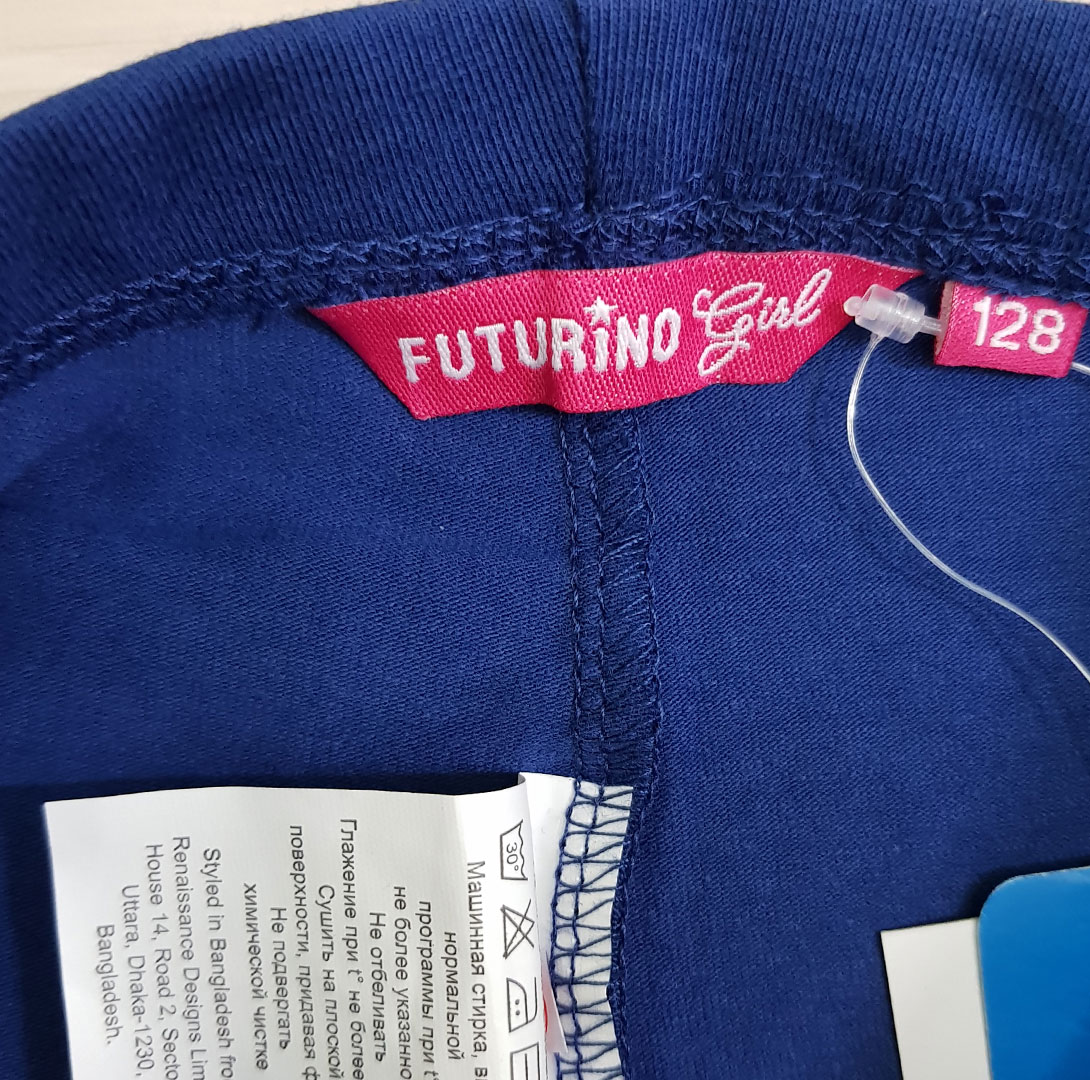 FUTURINO Girl
128
30°
Машинная стирка,
нормальной
программы при t°
не более
Не отбеливать
Глажение при t° не более
Сушить на плоской
поверхности, придавая
Не подвергать
химической чистке
Styled in Bangladesh
Renaissance Designs
House 14, Road 2,
Uttara, Dhaka-1230,
Bangladesh.